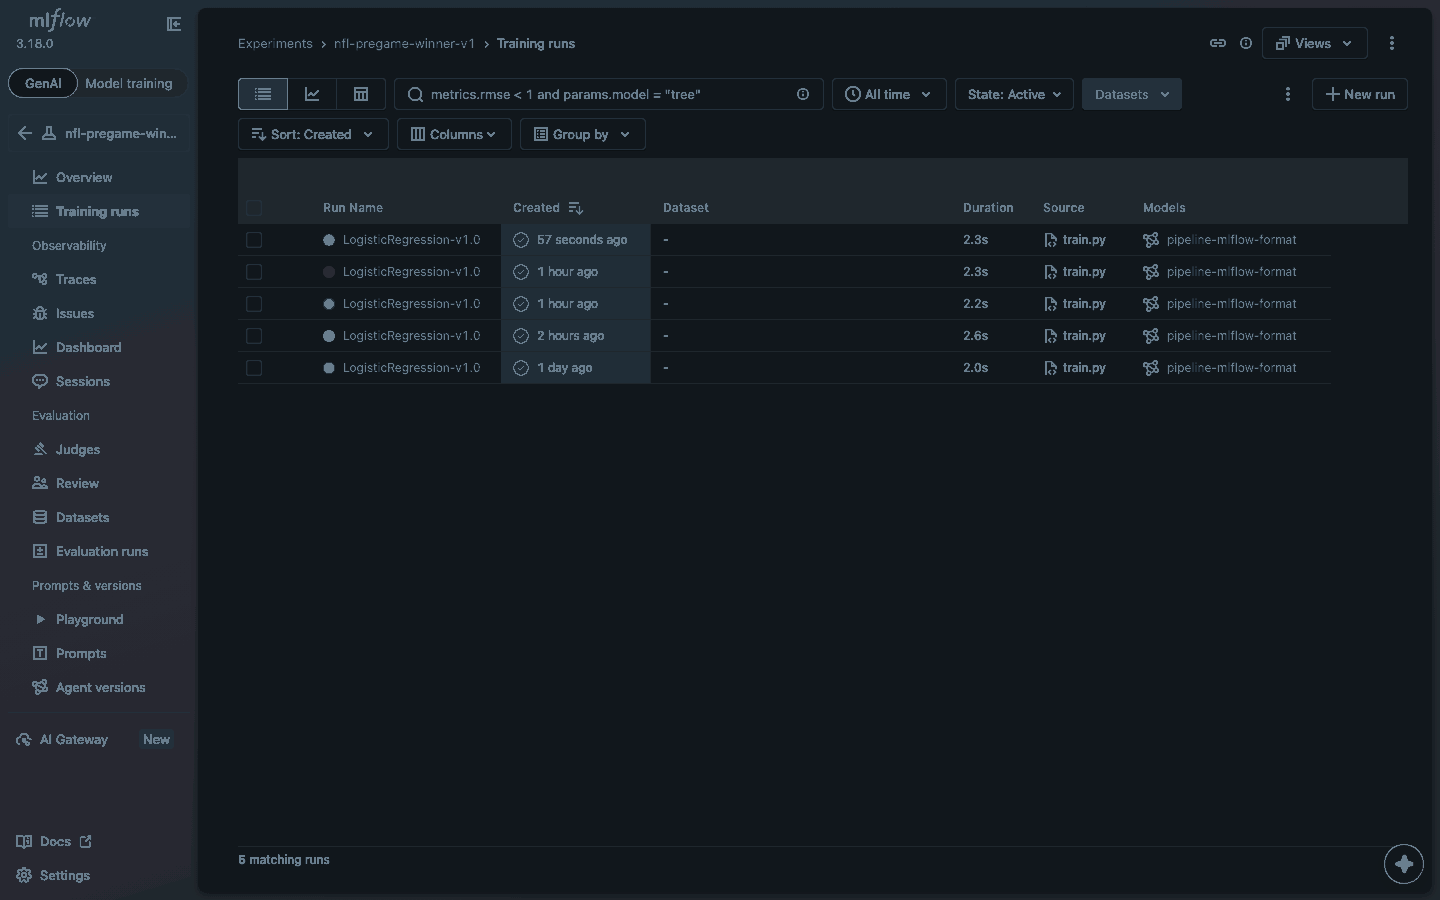 mlflow
3.18.0
GenAI Model training
nfl-pregame-win...
Overview
Training runs
Observability
Traces
Issues
Dashboard
Sessions
Evaluation
Judges
Review
Datasets
Evaluation runs
Prompts & versions
Playground
Prompts
Agent versions
AI Gateway New
Docs
Settings
Experiments > nfl-pregame-winner-v1 > Training runs
Views
metrics.rmse < 1 and params.model = "tree"
All time
State: Active
Datasets
New run
Sort: Created
Columns
Group by
Run Name Created Dataset Duration Source Models
LogisticRegression-v1.0 57 seconds ago - 2.3s train.py pipeline-mlflow-format
LogisticRegression-v1.0 1 hour ago - 2.3s train.py pipeline-mlflow-format
LogisticRegression-v1.0 1 hour ago - 2.2s train.py pipeline-mlflow-format
LogisticRegression-v1.0 2 hours ago - 2.6s train.py pipeline-mlflow-format
LogisticRegression-v1.0 1 day ago - 2.0s train.py pipeline-mlflow-format
5 matching runs